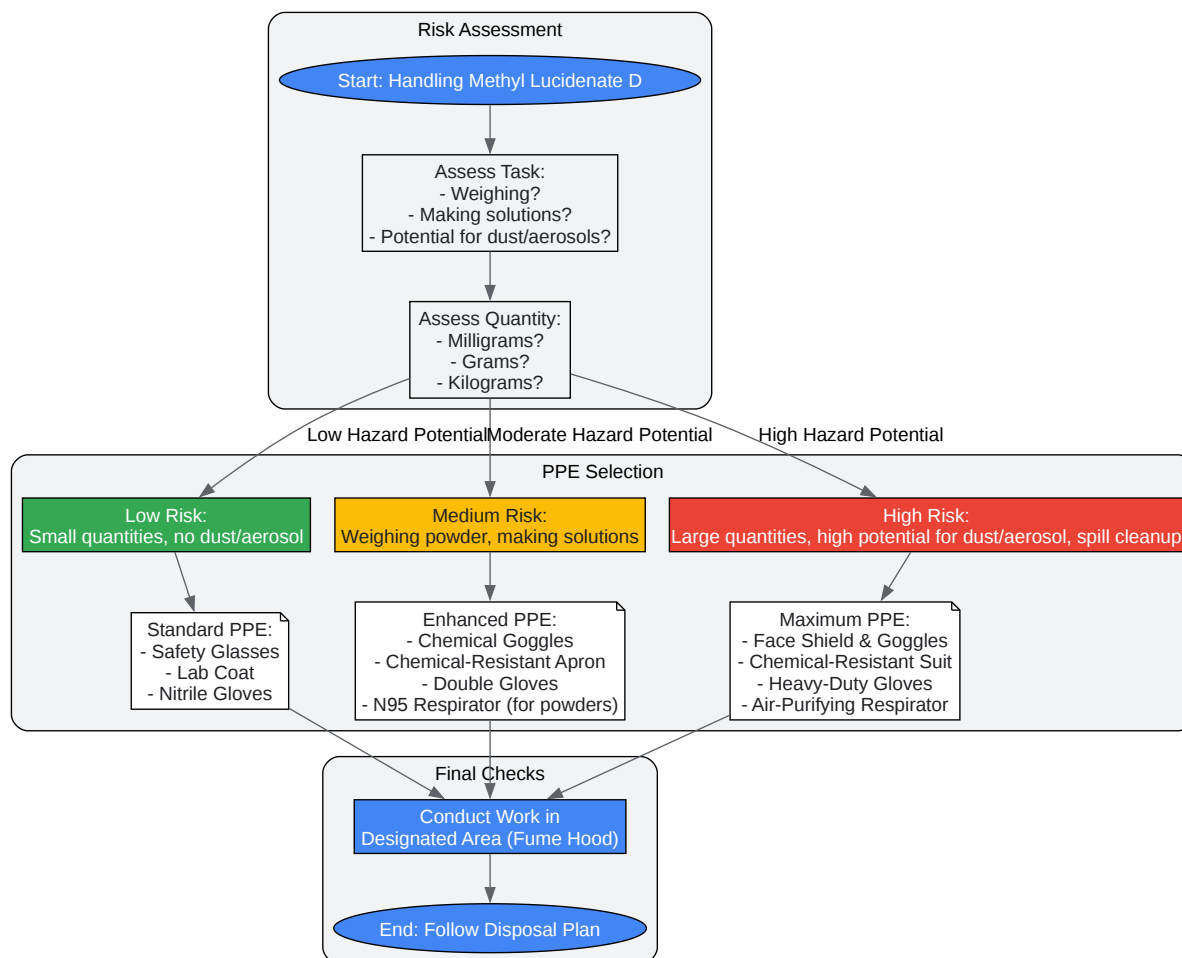 Risk Assessment
Start: Handling Methyl Lucidenate D
Assess Task:
- Weighing?
- Making solutions?
- Potential for dust/aerosols?
Assess Quantity:
- Milligrams?
- Grams?
- Kilograms?
Low Hazard Potential
Moderate Hazard Potential
High Hazard Potential
PPE Selection
Low Risk:
Small quantities, no dust/aerosol
Medium Risk:
Weighing powder, making solutions
High Risk:
Large quantities, high potential for dust/aerosol, spill cleanup
Standard PPE:
- Safety Glasses
- Lab Coat
- Nitrile Gloves
Enhanced PPE:
- Chemical Goggles
- Chemical-Resistant Apron
- Double Gloves
- N95 Respirator (for powders)
Maximum PPE:
- Face Shield & Goggles
- Chemical-Resistant Suit
- Heavy-Duty Gloves
- Air-Purifying Respirator
Final Checks
Conduct Work in
Designated Area (Fume Hood)
End: Follow Disposal Plan